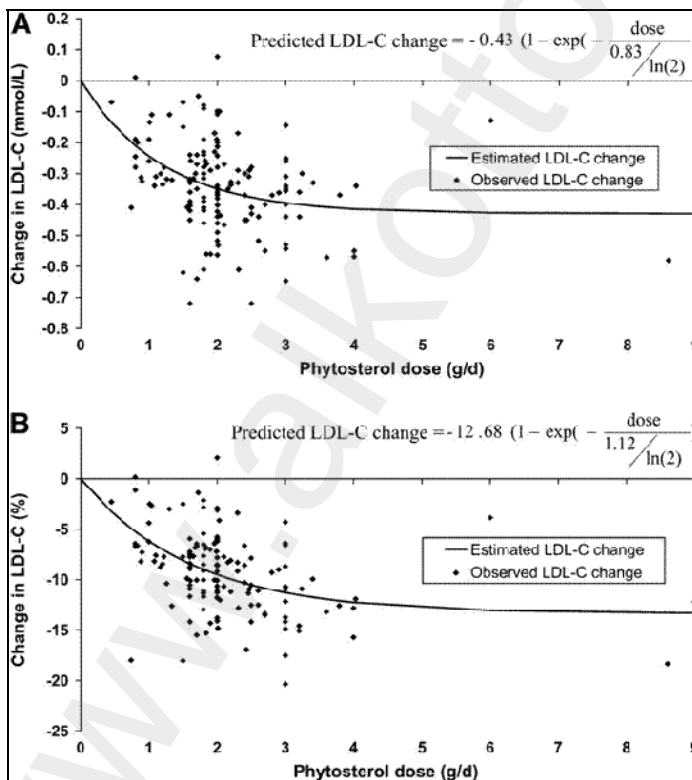 A
Predicted LDL-C change = - 0.43 (1 - exp( - dose
0.83 / ln(2)
0.2
0.1
0
-0.1
-0.2
-0.3
-0.4
-0.5
-0.6
-0.7
-0.8
Change in LDL-C (mmol/L)
Estimated LDL-C change
Observed LDL-C change
0 1 2 3 4 5 6 7 8 9
Phytosterol dose (g/d)
B
Predicted LDL-C change = -12 .68 (1 - exp( - dose
1.12 / ln(2)
5
0
-5
-10
-15
-20
-25
Change in LDL-C (%)
Estimated LDL-C change
Observed LDL-C change
0 1 2 3 4 5 6 7 8 9
Phytosterol dose (g/d)
www.alkotto